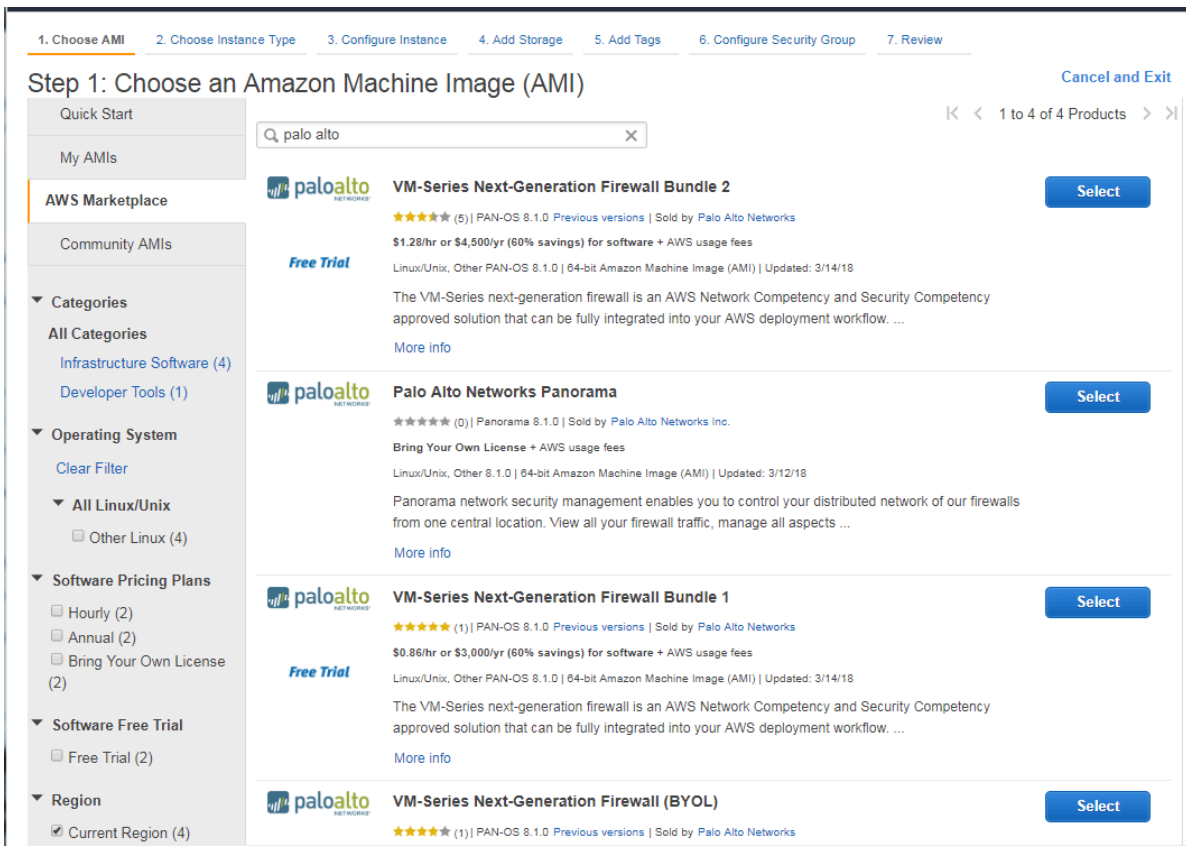 1. Choose AMI 2. Choose Instance Type 3. Configure Instance 4. Add Storage 5. Add Tags 6. Configure Security Group 7. Review
Step 1: Choose an Amazon Machine Image (AMI)
Cancel and Exit
Quick Start
My AMIs
AWS Marketplace
Community AMIs
Categories
All Categories
Infrastructure Software (4)
Developer Tools (1)
Operating System
Clear Filter
All Linux/Unix
Other Linux (4)
Software Pricing Plans
Hourly (2)
Annual (2)
Bring Your Own License
(2)
Software Free Trial
Free Trial (2)
Region
Current Region (4)
1 to 4 of 4 Products
palo alto
paloalto
NETWORKS
VM-Series Next-Generation Firewall Bundle 2
Select
(5) | PAN-OS 8.1.0 Previous versions | Sold by Palo Alto Networks
$1.28/hr or $4,500/yr (60% savings) for software + AWS usage fees
Free Trial
Linux/Unix, Other PAN-OS 8.1.0 | 64-bit Amazon Machine Image (AMI) | Updated: 3/14/18
The VM-Series next-generation firewall is an AWS Network Competency and Security Competency
approved solution that can be fully integrated into your AWS deployment workflow. ...
More info
paloalto
NETWORKS
Palo Alto Networks Panorama
Select
(0) | Panorama 8.1.0 | Sold by Palo Alto Networks Inc.
Bring Your Own License + AWS usage fees
Linux/Unix, Other 8.1.0 | 64-bit Amazon Machine Image (AMI) | Updated: 3/12/18
Panorama network security management enables you to control your distributed network of our firewalls
from one central location. View all your firewall traffic, manage all aspects ...
More info
paloalto
NETWORKS
VM-Series Next-Generation Firewall Bundle 1
Select
(1) | PAN-OS 8.1.0 Previous versions | Sold by Palo Alto Networks
$0.86/hr or $3,000/yr (60% savings) for software + AWS usage fees
Free Trial
Linux/Unix, Other PAN-OS 8.1.0 | 64-bit Amazon Machine Image (AMI) | Updated: 3/14/18
The VM-Series next-generation firewall is an AWS Network Competency and Security Competency
approved solution that can be fully integrated into your AWS deployment workflow. ...
More info
paloalto
NETWORKS
VM-Series Next-Generation Firewall (BYOL)
Select
(1) | PAN-OS 8.1.0 Previous versions | Sold by Palo Alto Networks